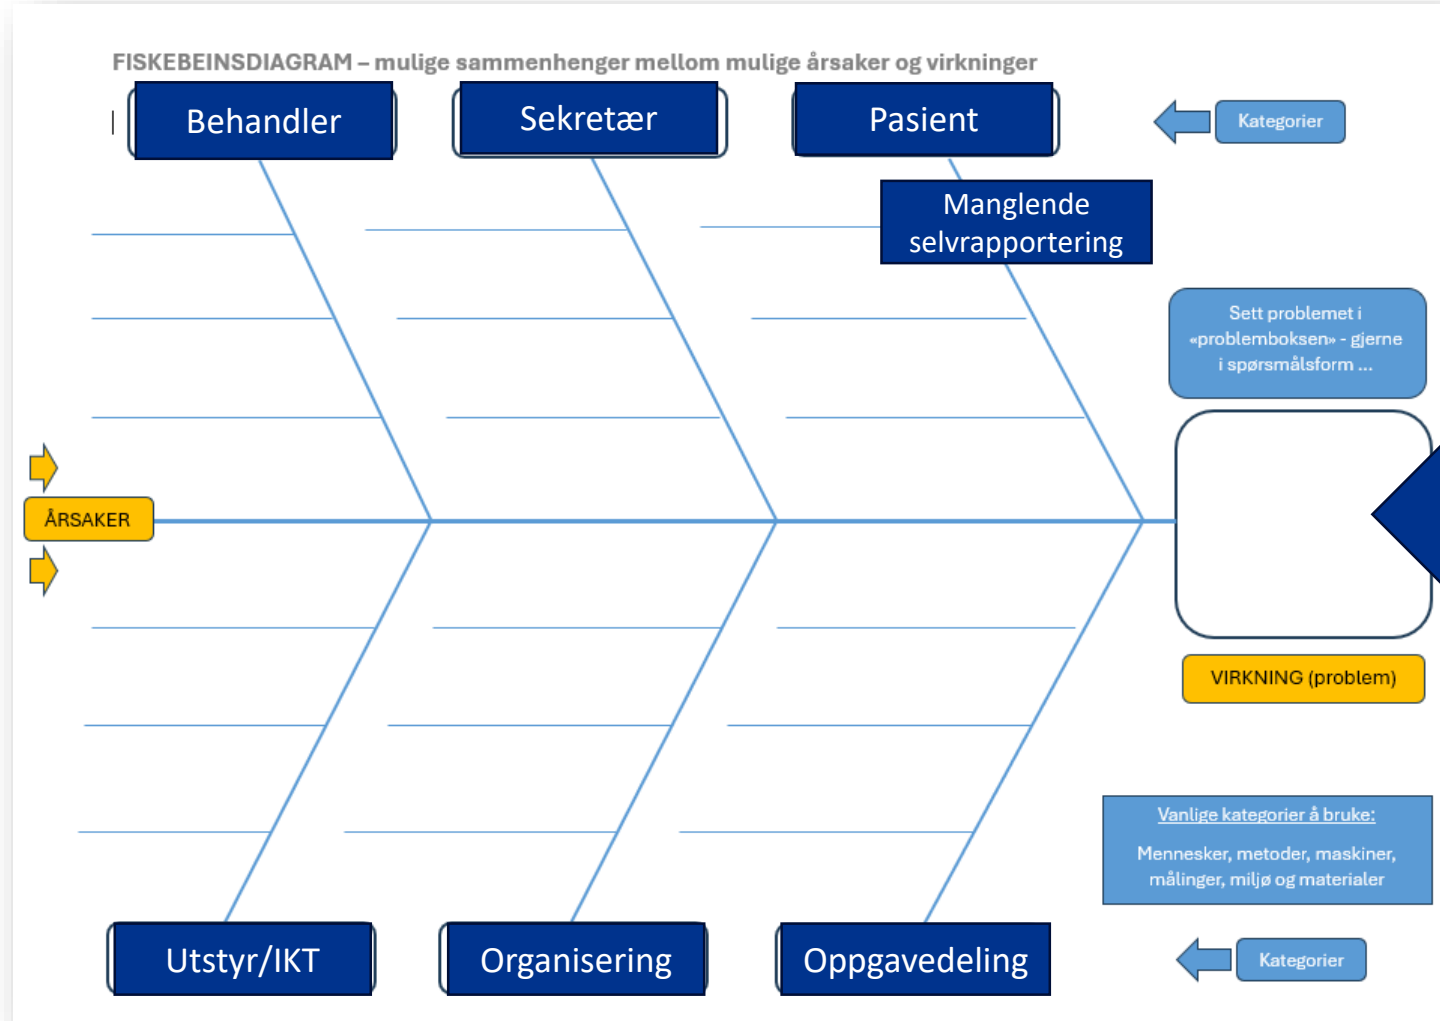 FISKEBEINSDIAGRAM – mulige sammenhenger mellom mulige årsaker og virkninger
Behandler
Sekretær
Pasient
Kategorier
Manglende
selvrapportering
Sett problemet i
«problemboksen» - gjerne
i spørsmålsform ...
ÅRSAKER
VIRKNING (problem)
Vanlige kategorier å bruke:
Mennesker, metoder, maskiner,
målinger, miljø og materialer
Utstyr/IKT
Organisering
Oppgavedeling
Kategorier